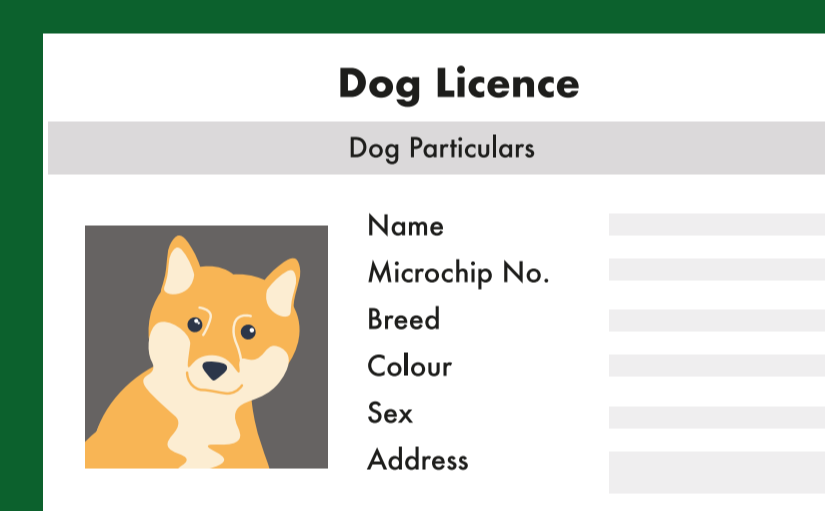 Dog Licence
Dog Particulars
Name
Microchip No.
Breed
Colour
Sex
Address